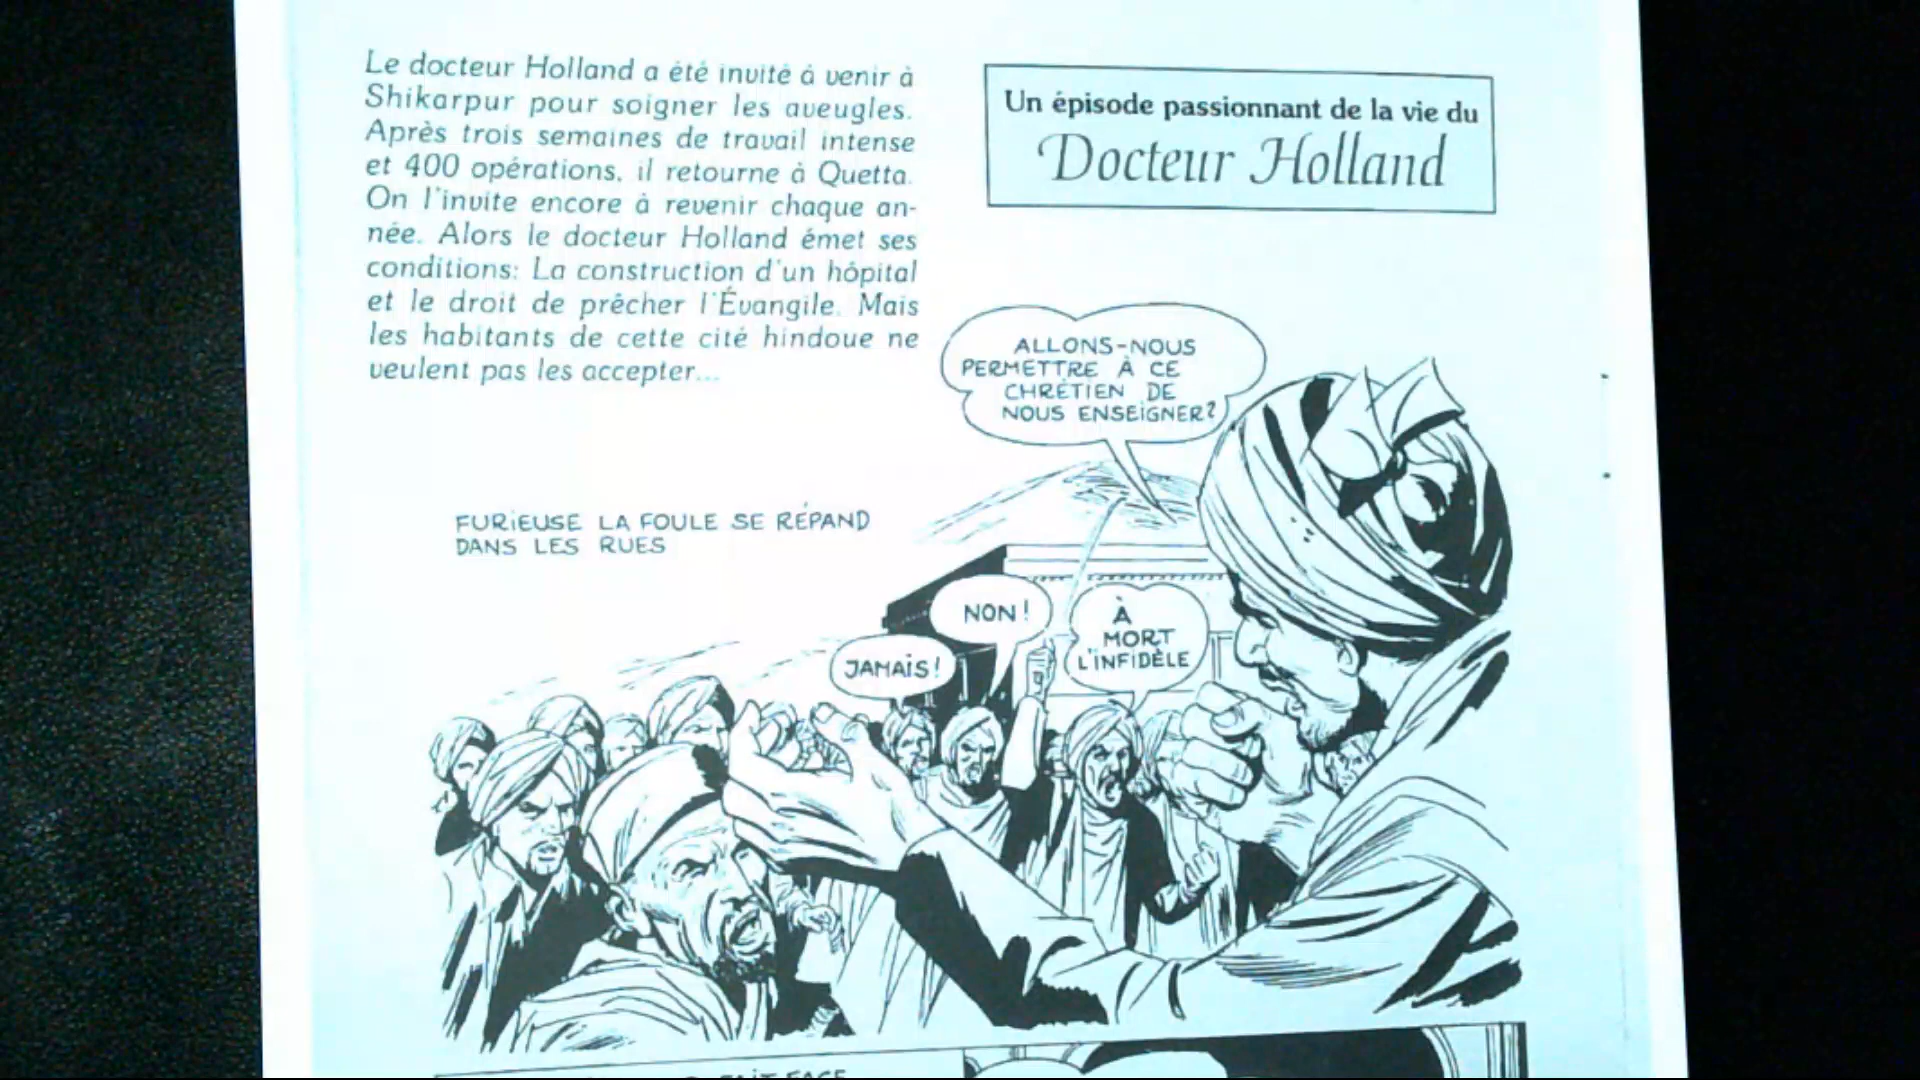 Le docteur Holland a été invité à venir à
Shikarpur pour soigner les aveugles.
Après trois semaines de travail intense
et 400 opérations, il retourne à Quetta.
On l'invite encore à revenir chaque an-
née. Alors le docteur Holland émet ses
conditions: La construction d'un hôpital
et le droit de prêcher l'Évangile. Mais
les habitants de cette cité hindoue ne
veulent pas les accepter...
Un épisode passionnant de la vie du
Docteur Holland
ALLONS-NOUS
PERMETTRE À CE
CHRÉTIEN DE
NOUS ENSEIGNER?
FURIEUSE LA FOULE SE RÉPAND
DANS LES RUES
JAMAIS!
NON!
À
MORT
L'INFIDÈLE
FAIT FACE